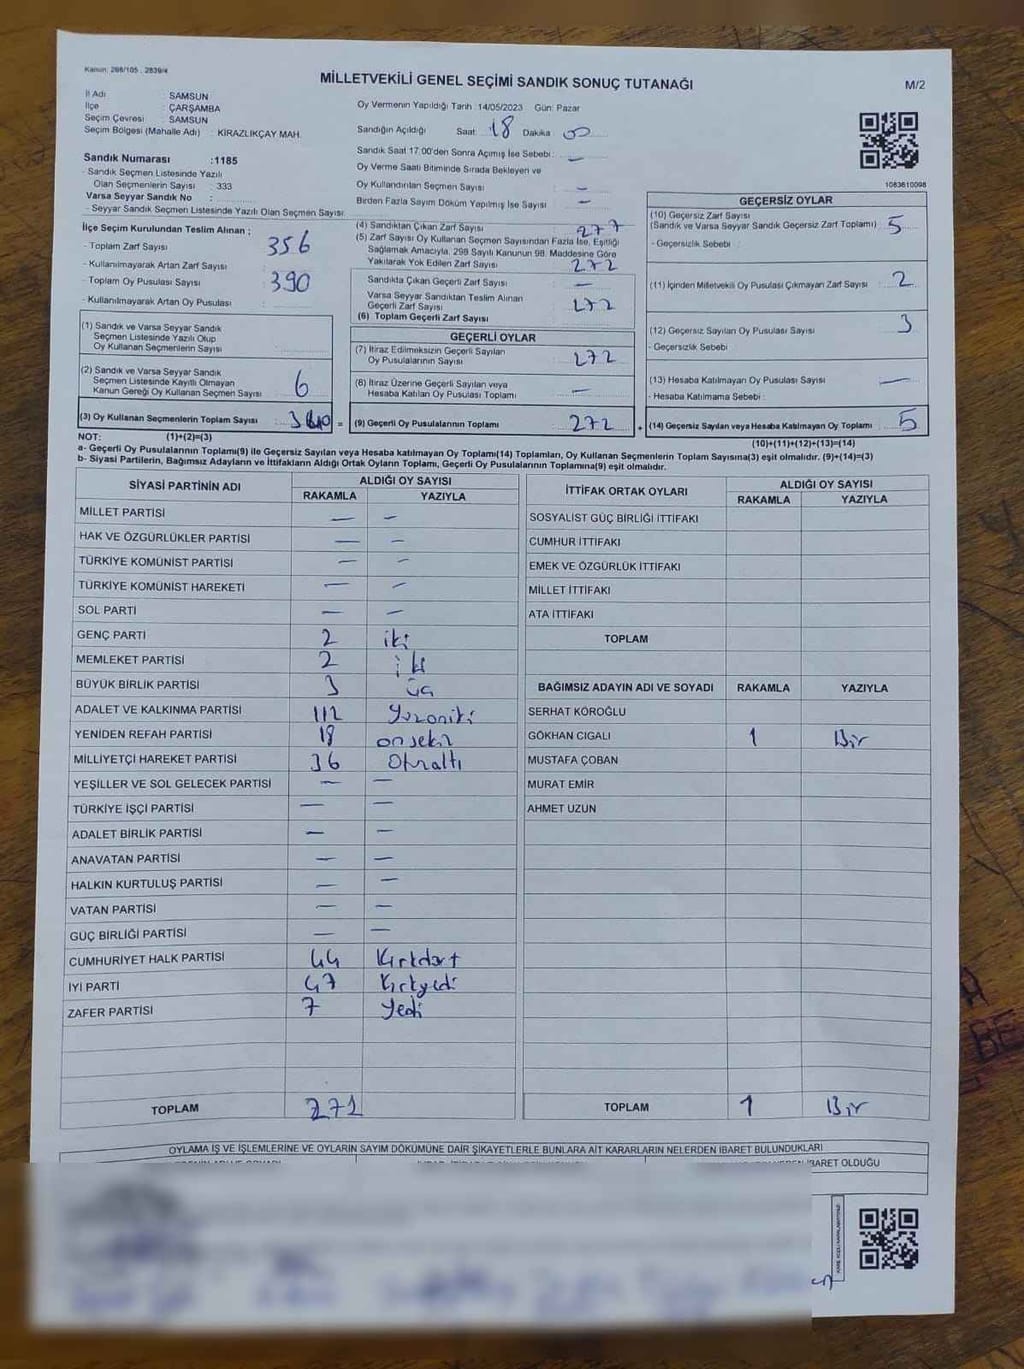 Kanun: 298/105 , 2839/4
MİLLETVEKİLİ GENEL SEÇİMİ SANDIK SONUÇ TUTANAĞI
M/2
İl Adı : SAMSUN
İlçe : ÇARŞAMBA
Seçim Çevresi : SAMSUN
Seçim Bölgesi (Mahalle Adı) : KİRAZLIKÇAY MAH.
Sandık Numarası :1185
- Sandık Seçmen Listesinde Yazılı
Olan Seçmenlerin Sayısı : 333
Varsa Seyyar Sandık No :
- Seyyar Sandık Seçmen Listesinde Yazılı Olan Seçmen Sayısı:
Oy Vermenin Yapıldığı Tarih :14/05/2023 Gün: Pazar
Sandığın Açıldığı Saat 18 Dakika 00
Sandık Saat 17:00'den Sonra Açımış İse Sebebi: —
Oy Verme Saati Bitiminde Sırada Bekleyen ve
Oy Kullandırılan Seçmen Sayısı : —
Birden Fazla Sayım Döküm Yapılmış İse Sayısı : —
1083610098
İlçe Seçim Kurulundan Teslim Alınan ;
- Toplam Zarf Sayısı : 356
- Kullanılmayarak Artan Zarf Sayısı :
- Toplam Oy Pusulası Sayısı : 390
- Kullanılmayarak Artan Oy Pusulası :
(1) Sandık ve Varsa Seyyar Sandık
Seçmen Listesinde Yazılı Olup
Oy Kullanan Seçmenlerin Sayısı
(2) Sandık ve Varsa Seyyar Sandık
Seçmen Listesinde Kayıtlı Olmayan
Kanun Gereği Oy Kullanan Seçmen Sayısı : 6
(3) Oy Kullanan Seçmenlerin Toplam Sayısı =
(4) Sandıktan Çıkan Zarf Sayısı : 277
(5) Zarf Sayısı Oy Kullanan Seçmen Sayısından Fazla İse, Eşitliği
Sağlamak Amacıyla, 298 Sayılı Kanunun 98. Maddesine Göre
Yakılarak Yok Edilen Zarf Sayısı : 272
Sandıkta Çıkan Geçerli Zarf Sayısı : —
Varsa Seyyar Sandıktan Teslim Alınan
Geçerli Zarf Sayısı : 272
(6) Toplam Geçerli Zarf Sayısı :
GEÇERLİ OYLAR
(7) İtiraz Edilmeksizin Geçerli Sayılan
Oy Pusulalarının Sayısı : 272
(8) İtiraz Üzerine Geçerli Sayılan veya
Hesaba Katılan Oy Pusulası Toplamı : —
(9) Geçerli Oy Pusulalarının Toplamı : 272 +
GEÇERSİZ OYLAR
(10) Geçersiz Zarf Sayısı
(Sandık ve Varsa Seyyar Sandık Geçersiz Zarf Toplamı) : 5
- Geçersizlik Sebebi :
(11) İçinden Milletvekili Oy Pusulası Çıkmayan Zarf Sayısı : 2
(12) Geçersiz Sayılan Oy Pusulası Sayısı : 3
- Geçersizlik Sebebi
(13) Hesaba Katılmayan Oy Pusulası Sayısı : —
- Hesaba Katılmama Sebebi :
(14) Geçersiz Sayılan veya Hesaba Katılmayan Oy Toplamı : 5
NOT: (1)+(2)=(3)
(10)+(11)+(12)+(13)=(14)
a- Geçerli Oy Pusulalarının Toplamı(9) ile Geçersiz Sayılan veya Hesaba katılmayan Oy Toplamı(14) Toplamları, Oy Kullanan Seçmenlerin Toplam Sayısına(3) eşit olmalıdır. (9)+(14)=(3)
b- Siyasi Partilerin, Bağımsız Adayların ve İttifakların Aldığı Ortak Oyların Toplamı, Geçerli Oy Pusulalarının Toplamına(9) eşit olmalıdır.
SİYASİ PARTİNİN ADI ALDIĞI OY SAYISI
RAKAMLA YAZIYLA
MİLLET PARTİSİ — —
HAK VE ÖZGÜRLÜKLER PARTİSİ — —
TÜRKİYE KOMÜNİST PARTİSİ — —
TÜRKİYE KOMÜNİST HAREKETİ — —
SOL PARTİ — —
GENÇ PARTİ 2 iki
MEMLEKET PARTİSİ 2 iki
BÜYÜK BİRLİK PARTİSİ 3 üç
ADALET VE KALKINMA PARTİSİ 112 Yüzoniki
YENİDEN REFAH PARTİSİ 18 onsekiz
MİLLİYETÇİ HAREKET PARTİSİ 36 Otuzaltı
YEŞİLLER VE SOL GELECEK PARTİSİ — —
TÜRKİYE İŞÇİ PARTİSİ — —
ADALET BİRLİK PARTİSİ — —
ANAVATAN PARTİSİ — —
HALKIN KURTULUŞ PARTİSİ — —
VATAN PARTİSİ — —
GÜÇ BİRLİĞİ PARTİSİ — —
CUMHURİYET HALK PARTİSİ 44 Kırkdört
İYİ PARTİ 47 Kırkyedi
ZAFER PARTİSİ 7 Yedi
TOPLAM 271
İTTİFAK ORTAK OYLARI ALDIĞI OY SAYISI
RAKAMLA YAZIYLA
SOSYALİST GÜÇ BİRLİĞİ İTTİFAKI
CUMHUR İTTİFAKI
EMEK VE ÖZGÜRLÜK İTTİFAKI
MİLLET İTTİFAKI
ATA İTTİFAKI
TOPLAM
BAĞIMSIZ ADAYIN ADI VE SOYADI RAKAMLA YAZIYLA
SERHAT KÖROĞLU
GÖKHAN CIGALI 1 Bir
MUSTAFA ÇOBAN
MURAT EMİR
AHMET UZUN
TOPLAM 1 Bir
OYLAMA İŞ VE İŞLEMLERİNE VE OYLARIN SAYIM DÖKÜMÜNE DAİR ŞİKAYETLERLE BUNLARA AİT KARARLARIN NELERDEN İBARET BULUNDUKLARI
İBARET OLDUĞU